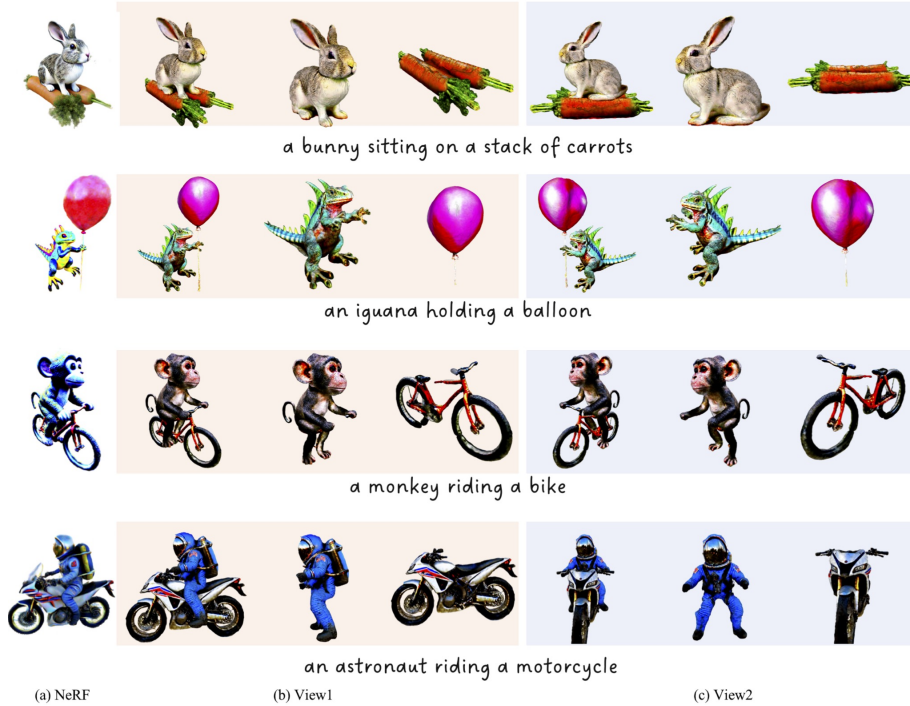 a bunny sitting on a stack of carrots
an iguana holding a balloon
a monkey riding a bike
an astronaut riding a motorcycle
(a) NeRF (b) View1 (c) View2